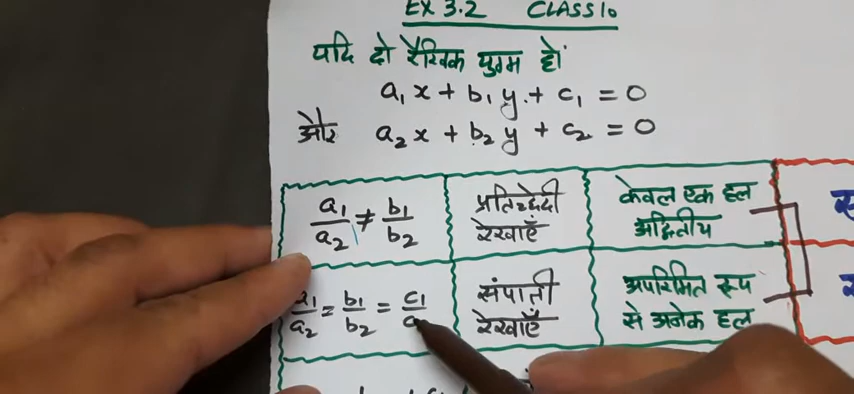 EX 3.2 CLASS 10
यदि दो रैखिक युग्म हों
a₁x + b₁y + c₁ = 0
और a₂x + b₂y + c₂ = 0
a₁/a₂ ≠ b₁/b₂
प्रतिच्छेदी
रेखाएँ
केवल एक हल
अद्वितीय
a₁/a₂ = b₁/b₂ = c₁/
संपाती
रेखाएँ
अपरिमित रूप
से अनेक हल